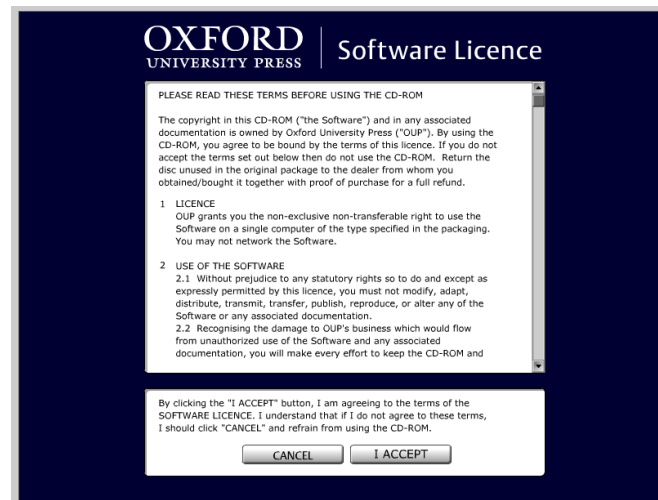 OXFORD
UNIVERSITY PRESS
Software Licence
PLEASE READ THESE TERMS BEFORE USING THE CD-ROM
The copyright in this CD-ROM ("the Software") and in any associated
documentation is owned by Oxford University Press ("OUP"). By using the
CD-ROM, you agree to be bound by the terms of this licence. If you do not
accept the terms set out below then do not use the CD-ROM. Return the
disc unused in the original package to the dealer from whom you
obtained/bought it together with proof of purchase for a full refund.
1 LICENCE
OUP grants you the non-exclusive non-transferable right to use the
Software on a single computer of the type specified in the packaging.
You may not network the Software.
2 USE OF THE SOFTWARE
2.1 Without prejudice to any statutory rights so to do and except as
expressly permitted by this licence, you must not modify, adapt,
distribute, transmit, transfer, publish, reproduce, or alter any of the
Software or any associated documentation.
2.2 Recognising the damage to OUP's business which would flow
from unauthorized use of the Software and any associated
documentation, you will make every effort to keep the CD-ROM and
By clicking the "I ACCEPT" button, I am agreeing to the terms of the
SOFTWARE LICENCE. I understand that if I do not agree to these terms,
I should click "CANCEL" and refrain from using the CD-ROM.
CANCEL
I ACCEPT